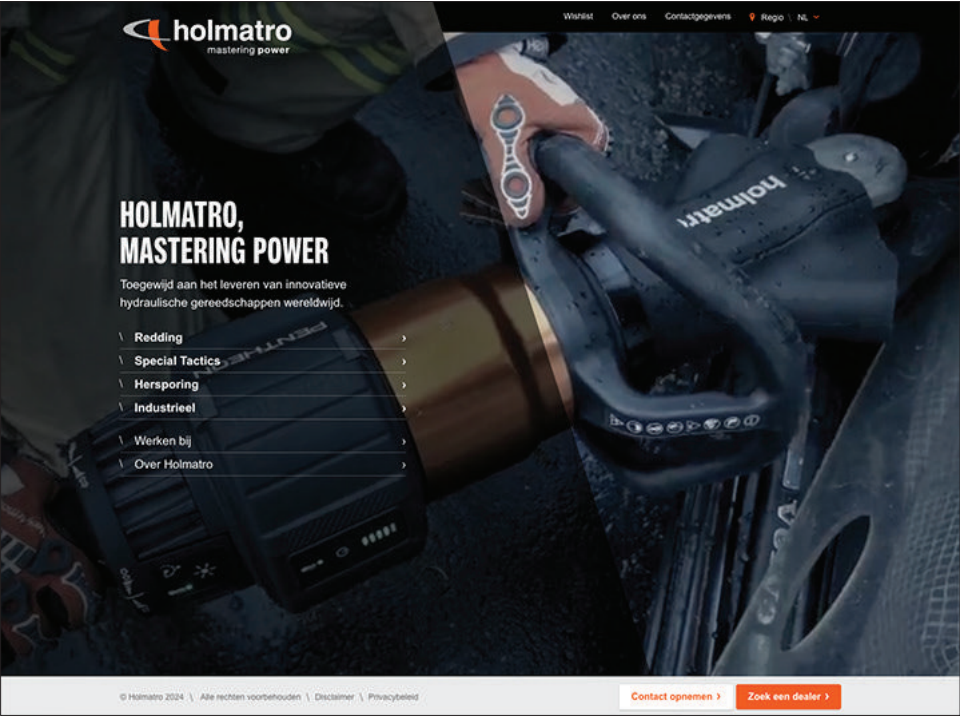 holmatro
mastering power
Wishlist
Over ons
Contactgegevens
Regio \ NL
HOLMATRO,
MASTERING POWER
Toegewijd aan het leveren van innovatieve
hydraulische gereedschappen wereldwijd.
\ Redding ›
\ Special Tactics ›
\ Hersporing ›
\ Industrieel ›
\ Werken bij ›
\ Over Holmatro ›
PENTHEON
holmatro
© Holmatro 2024 \ Alle rechten voorbehouden \ Disclaimer \ Privacybeleid
Contact opnemen ›
Zoek een dealer ›